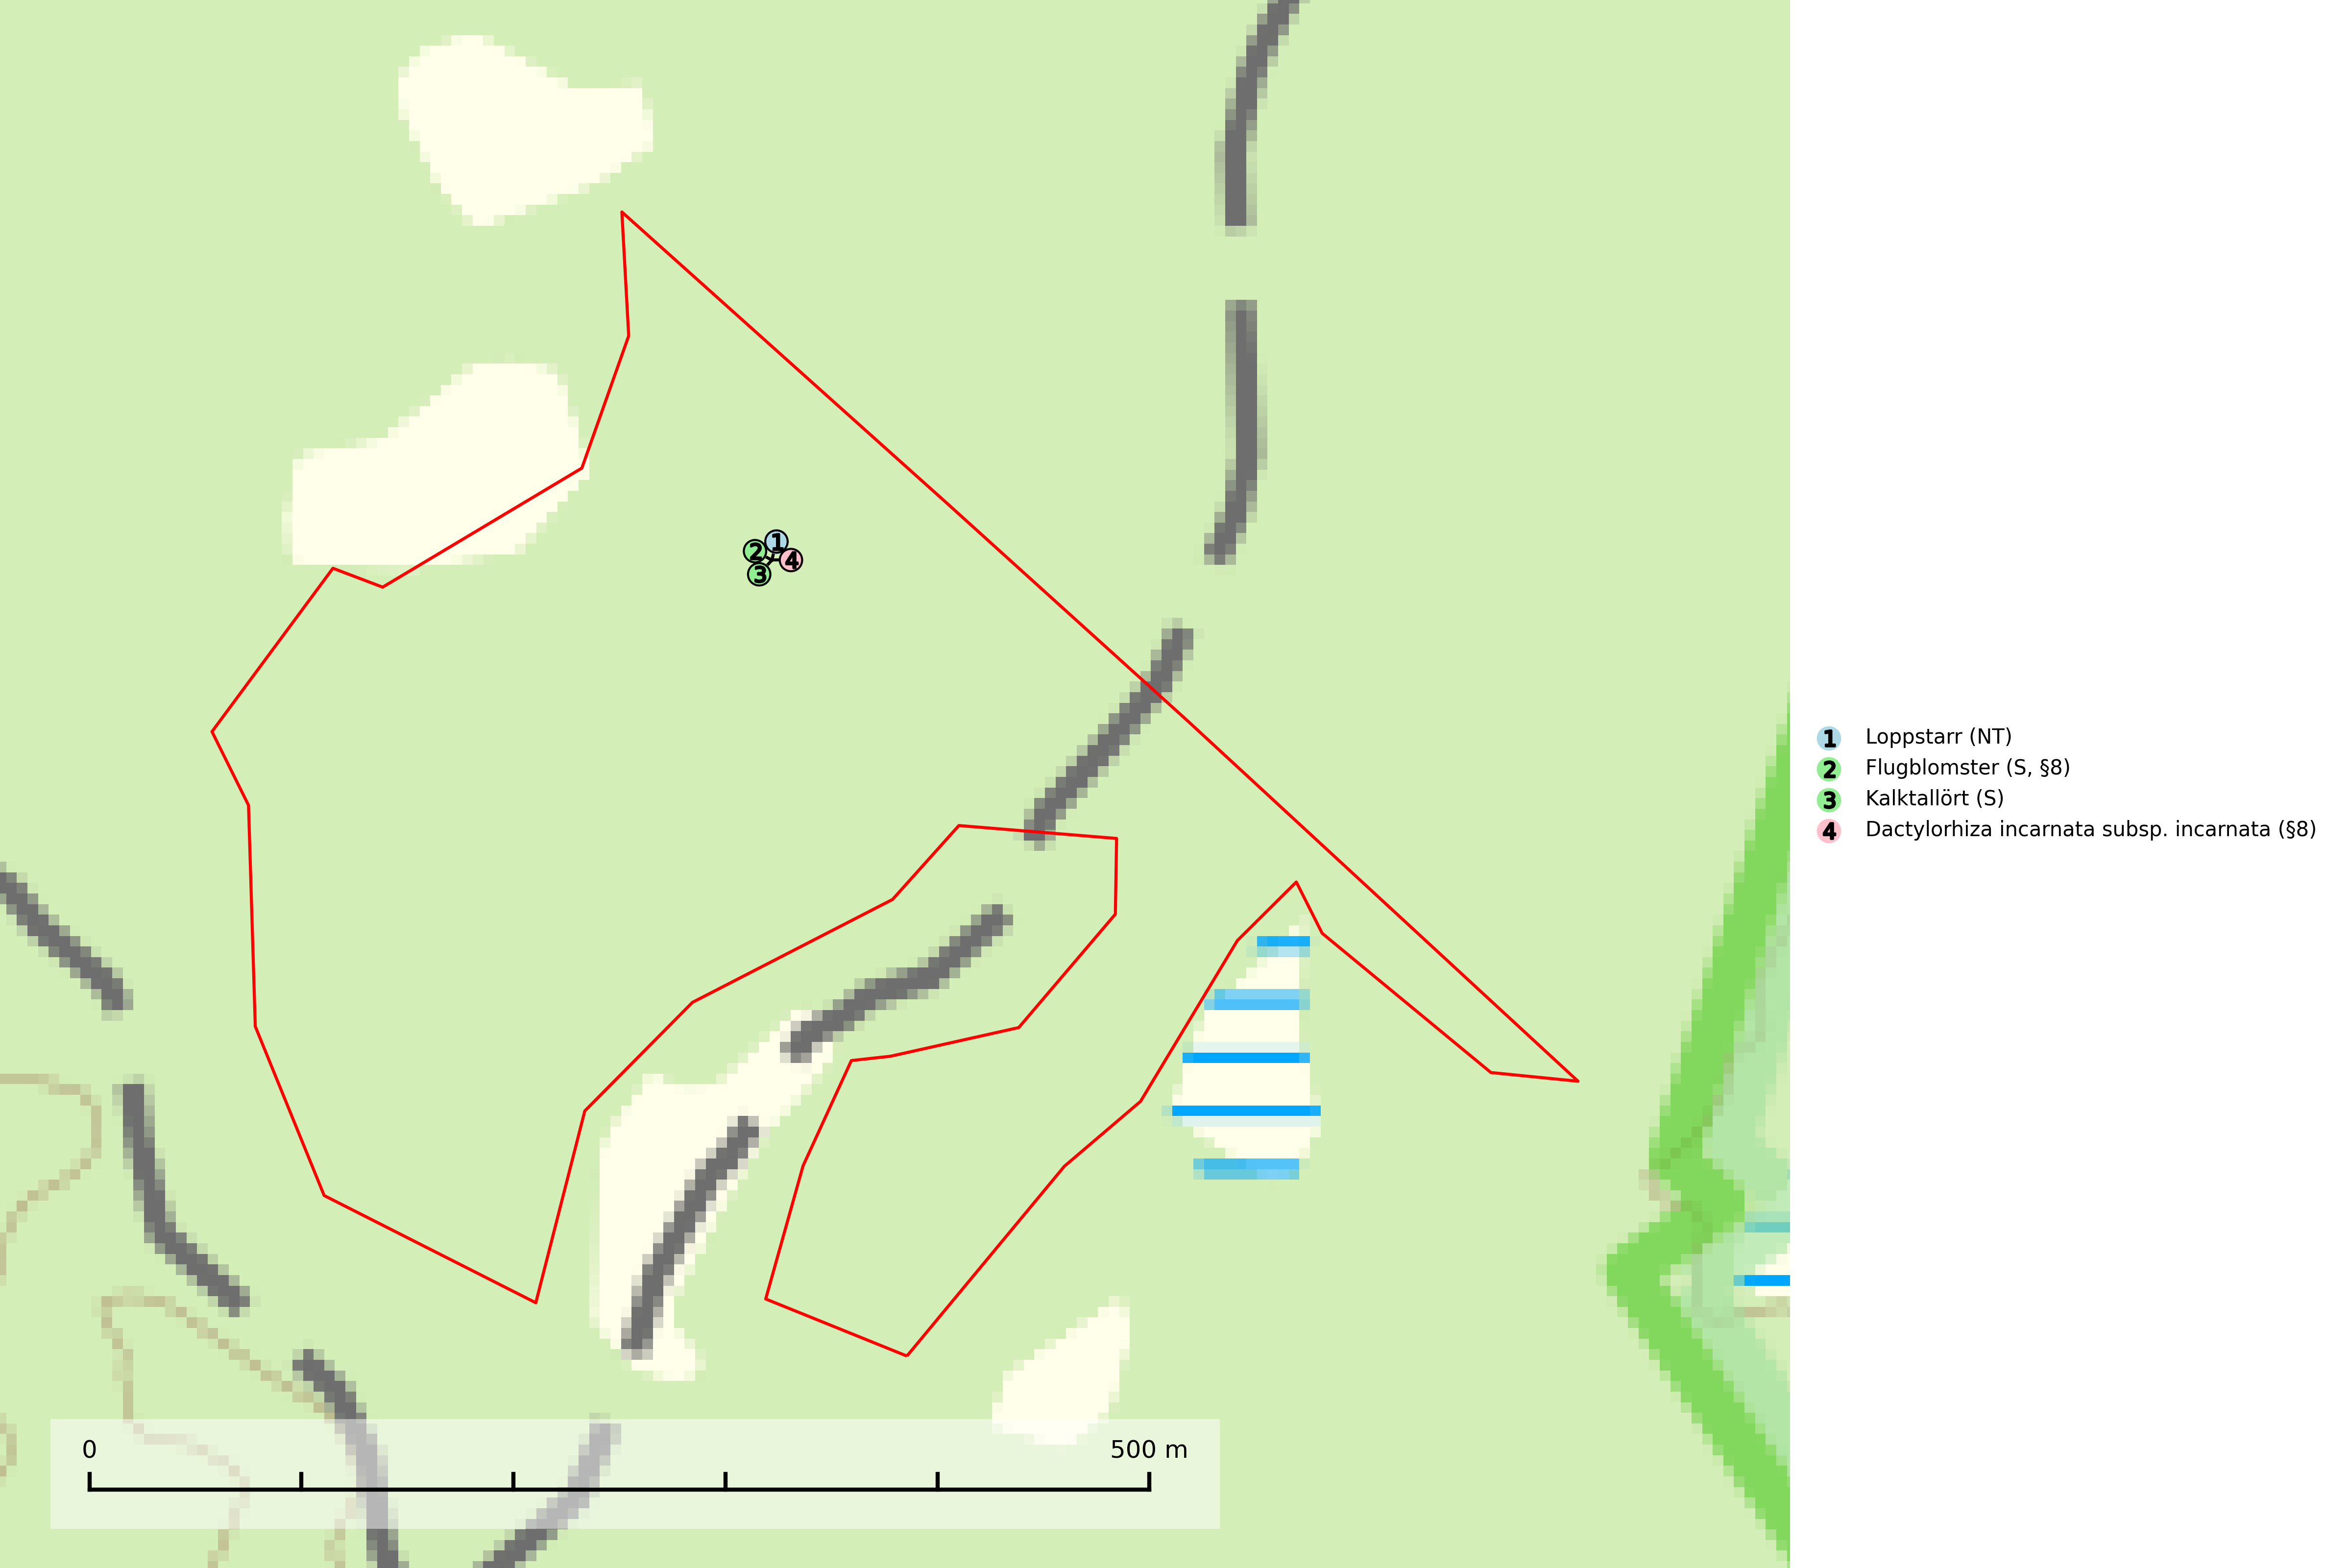 1
2
4
3
1 Loppstarr (NT)
2 Flugblomster (S, §8)
3 Kalktallört (S)
4 Dactylorhiza incarnata subsp. incarnata (§8)
0 500 m